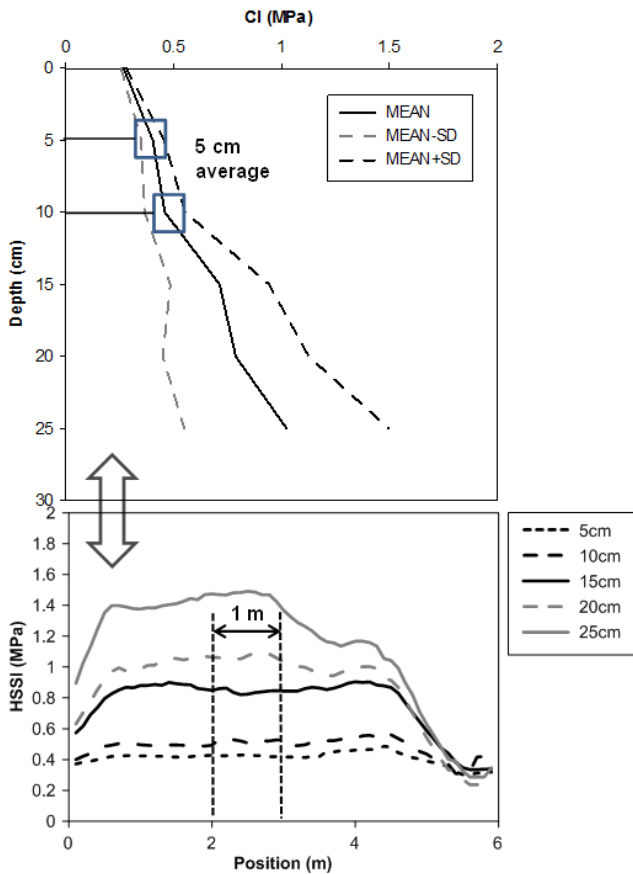 CI (MPa)
0 0.5 1 1.5 2
0
5
10
15
20
25
30
Depth (cm)
MEAN
MEAN-SD
MEAN+SD
5 cm
average
2
1.8
1.6
1.4
1.2
1
0.8
0.6
0.4
0.2
0
HSSI (MPa)
1 m
0 2 4 6
Position (m)
5cm
10cm
15cm
20cm
25cm